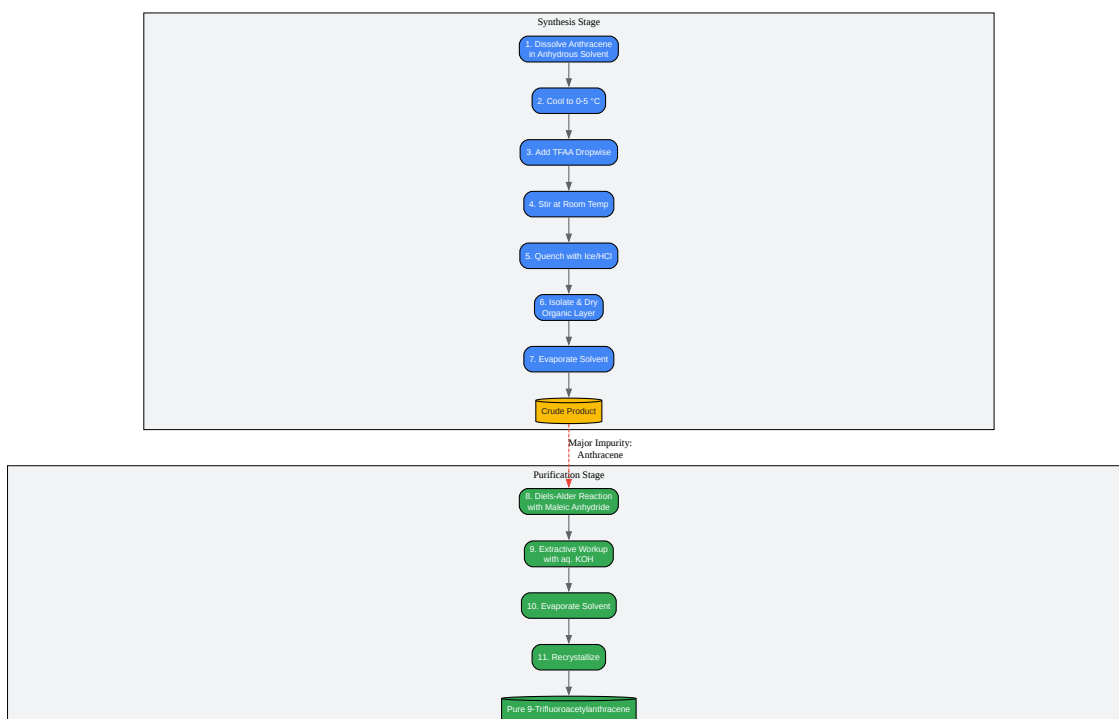 Synthesis Stage
1. Dissolve Anthracene
in Anhydrous Solvent
2. Cool to 0-5 °C
3. Add TFAA Dropwise
4. Stir at Room Temp
5. Quench with Ice/HCl
6. Isolate & Dry
Organic Layer
7. Evaporate Solvent
Crude Product
Major Impurity:
Anthracene
Purification Stage
8. Diels-Alder Reaction
with Maleic Anhydride
9. Extractive Workup
with aq. KOH
10. Evaporate Solvent
11. Recrystallize
Pure 9-Trifluoroacetylanthracene